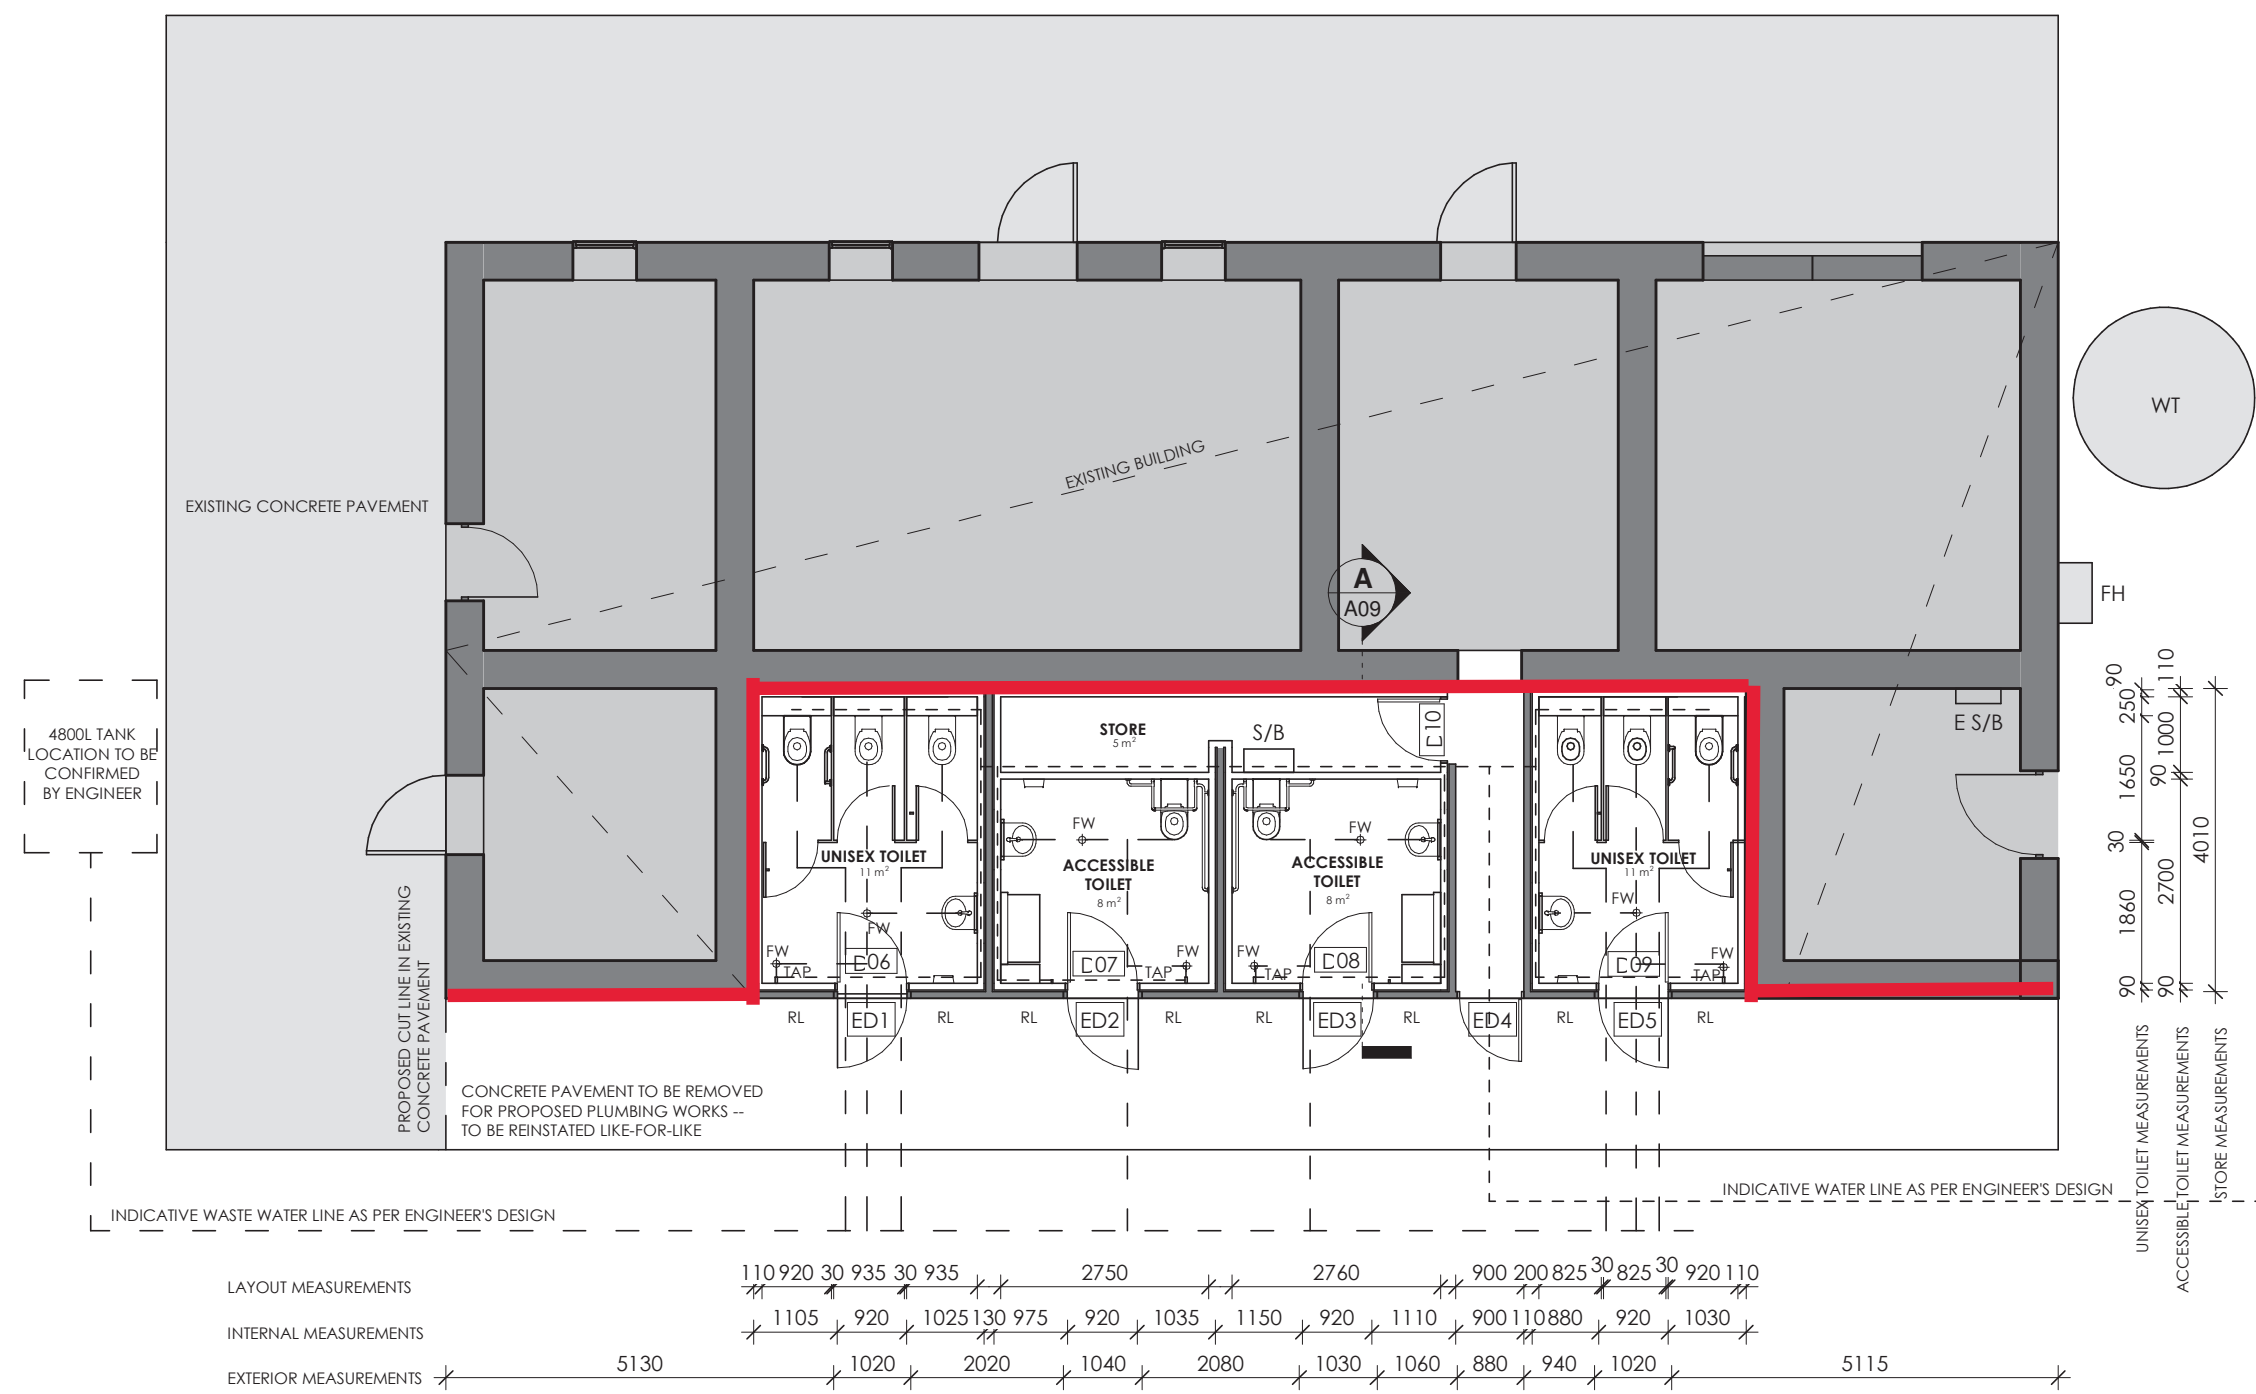 EXISTING BUILDING
WT
EXISTING CONCRETE PAVEMENT
A
A09
FH
4800L TANK
LOCATION TO BE
CONFIRMED
BY ENGINEER
STORE
5 m²
S/B
D10
E S/B
UNISEX TOILET
11 m²
FW
FW
TAP
D06
ACCESSIBLE
TOILET
8 m²
FW
FW
TAP
D07
ACCESSIBLE
TOILET
8 m²
FW
FW
TAP
D08
UNISEX TOILET
11 m²
FW
FW
TAP
D09
RL
ED1
RL
RL
ED2
RL
RL
ED3
RL
ED4
RL
ED5
RL
PROPOSED CUT LINE IN EXISTING
CONCRETE PAVEMENT
CONCRETE PAVEMENT TO BE REMOVED
FOR PROPOSED PLUMBING WORKS --
TO BE REINSTATED LIKE-FOR-LIKE
90 1860 30 1650 250 90
UNISEX TOILET MEASUREMENTS
90 2700 90 1000 110
ACCESSIBLE TOILET MEASUREMENTS
4010
STORE MEASUREMENTS
INDICATIVE WATER LINE AS PER ENGINEER'S DESIGN
INDICATIVE WASTE WATER LINE AS PER ENGINEER'S DESIGN
LAYOUT MEASUREMENTS 110 920 30 935 30 935 2750 2760 900 200 825 30 825 30 920 110
INTERNAL MEASUREMENTS 1105 920 1025 130 975 920 1035 1150 920 1110 900 110 880 920 1030
EXTERIOR MEASUREMENTS 5130 1020 2020 1040 2080 1030 1060 880 940 1020 5115